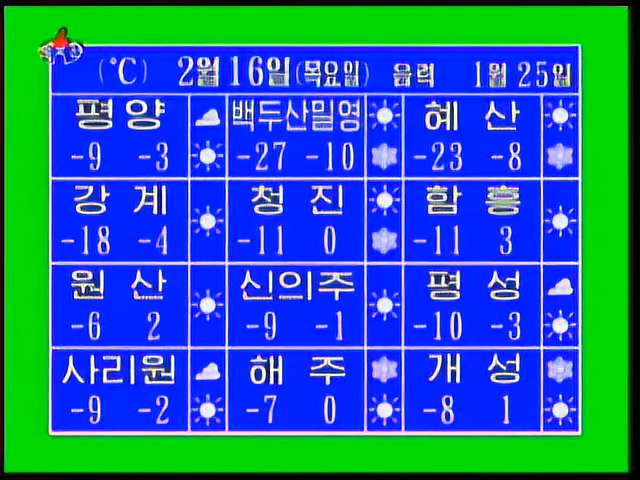 (℃) 2월 16일 (목요일) 음력 1월 25일
평양 백두산밀영 혜산
-9 -3 -27 -10 -23 -8
강계 청진 함흥
-18 -4 -11 0 -11 3
원산 신의주 평성
-6 2 -9 -1 -10 -3
사리원 해주 개성
-9 -2 -7 0 -8 1